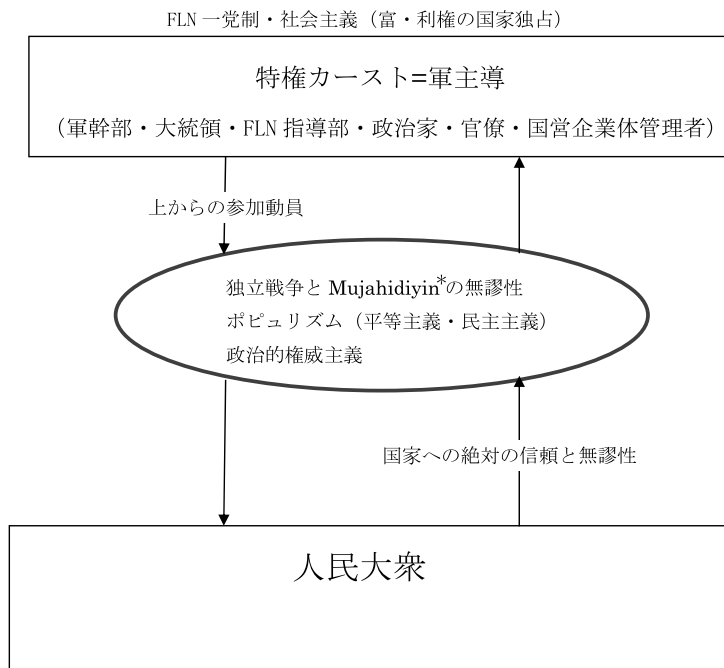 FLN 一党制・社会主義（富・利権の国家独占）
特権カースト=軍主導
（軍幹部・大統領・FLN 指導部・政治家・官僚・国営企業体管理者）
上からの参加動員
独立戦争と Mujahidiyin*の無謬性
ポピュリズム（平等主義・民主主義）
政治的権威主義
国家への絶対の信頼と無謬性
人民大衆